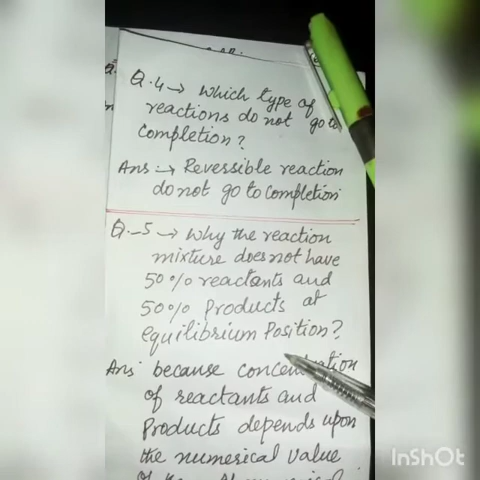 Q.4 → Which type of
reactions do not go to
completion?
Ans :→ Reversible reaction
do not go to completion
Q.5 → Why the reaction
mixture does not have
50% reactants and
50% Products at
equilibrium Position?
Ans because concentration
of reactants and
Products depends upon
the numerical value
of
InShOt